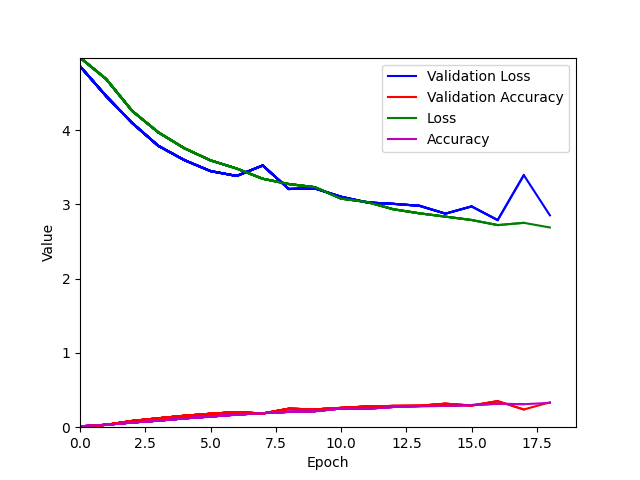 Validation Loss
Validation Accuracy
Loss
Accuracy
Value
4
3
2
1
0
0.0 2.5 5.0 7.5 10.0 12.5 15.0 17.5
Epoch